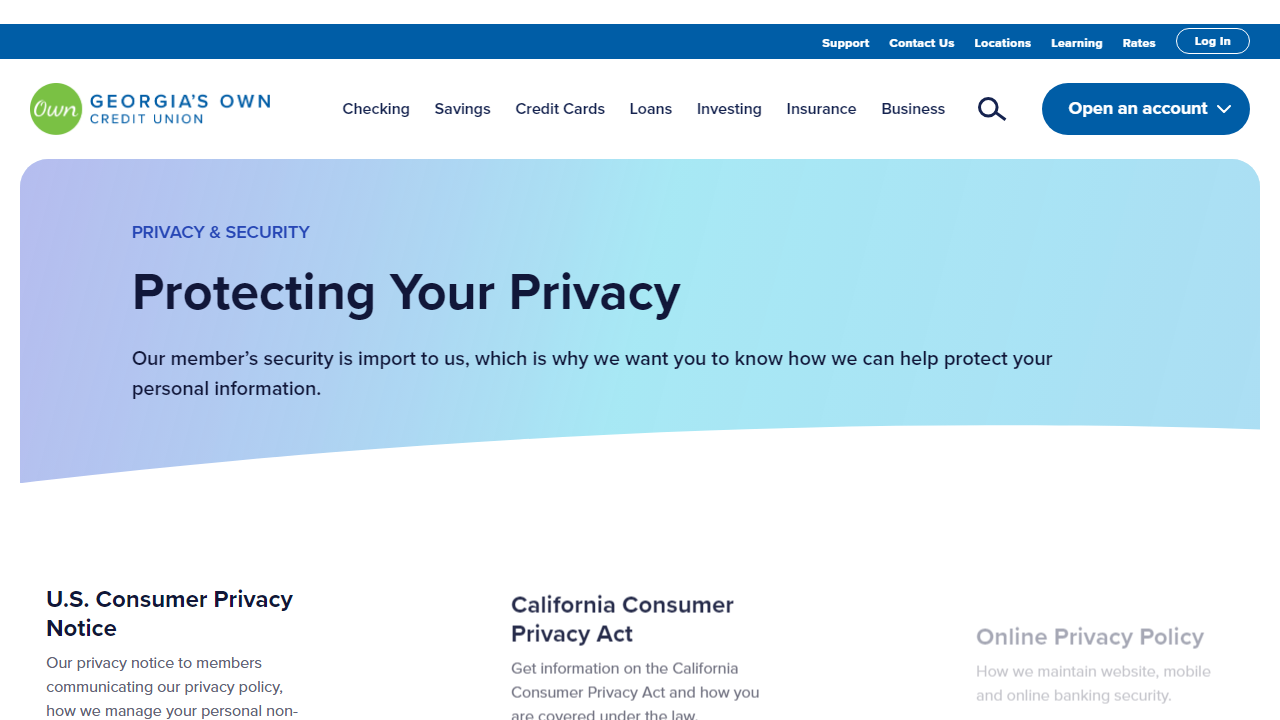 Support Contact Us Locations Learning Rates Log In
Own GEORGIA'S OWN
CREDIT UNION
Checking Savings Credit Cards Loans Investing Insurance Business Open an account
PRIVACY & SECURITY
Protecting Your Privacy
Our member’s security is import to us, which is why we want you to know how we can help protect your
personal information.
U.S. Consumer Privacy
Notice
Our privacy notice to members
communicating our privacy policy,
how we manage your personal non-
California Consumer
Privacy Act
Get information on the California
Consumer Privacy Act and how you
are covered under the law.
Online Privacy Policy
How we maintain website, mobile
and online banking security.